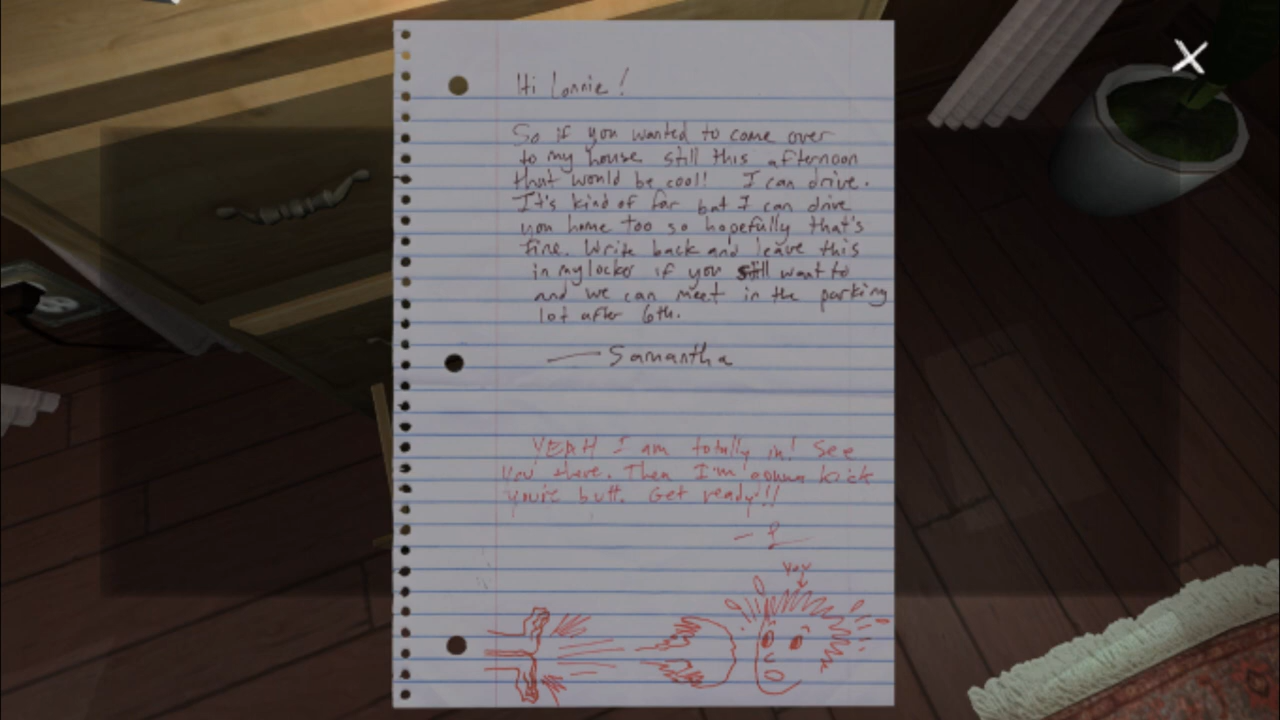 Hi Lonnie!
So if you wanted to come over
to my house still this afternoon
that would be cool! I can drive.
It's kind of far but I can drive
you home too so hopefully that's
fine. Write back and leave this
in my locker if you still want to
and we can meet in the parking
lot after 6th.
— Samantha
YEAH I am totally in! See
you there. Then I'm gonna kick
you're butt. Get ready!!
— L
you